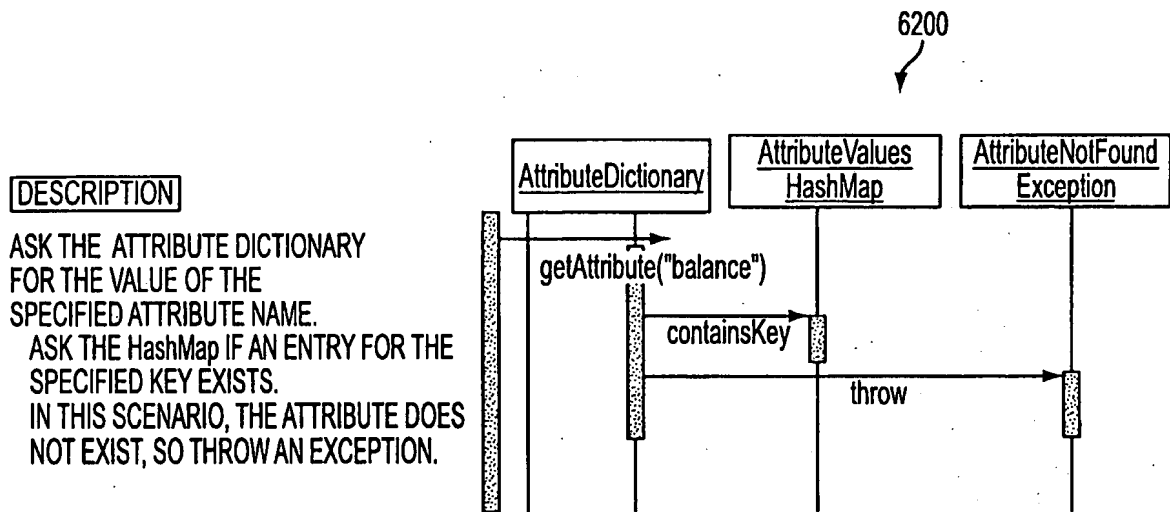 6200
AttributeDictionary
AttributeValues
HashMap
AttributeNotFound
Exception
DESCRIPTION
ASK THE ATTRIBUTE DICTIONARY
FOR THE VALUE OF THE
SPECIFIED ATTRIBUTE NAME.
ASK THE HashMap IF AN ENTRY FOR THE
SPECIFIED KEY EXISTS.
IN THIS SCENARIO, THE ATTRIBUTE DOES
NOT EXIST, SO THROW AN EXCEPTION.
getAttribute("balance")
containsKey
throw